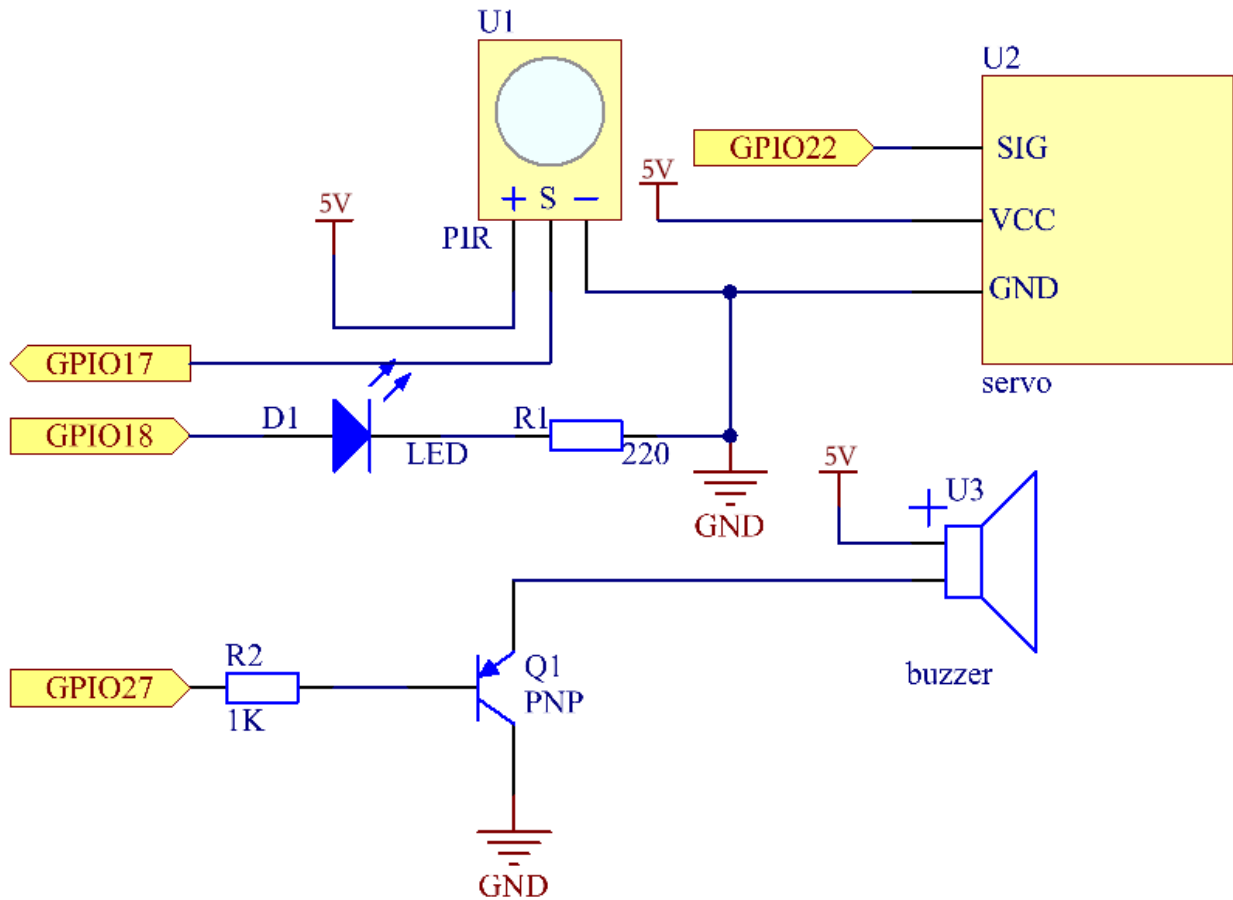 U1
U2
GPIO22
SIG
5V
5V
+ S −
VCC
PIR
GND
GPIO17
servo
D1
R1
GPIO18
LED
220
5V
+
U3
GND
R2
Q1
buzzer
GPIO27
PNP
1K
GND